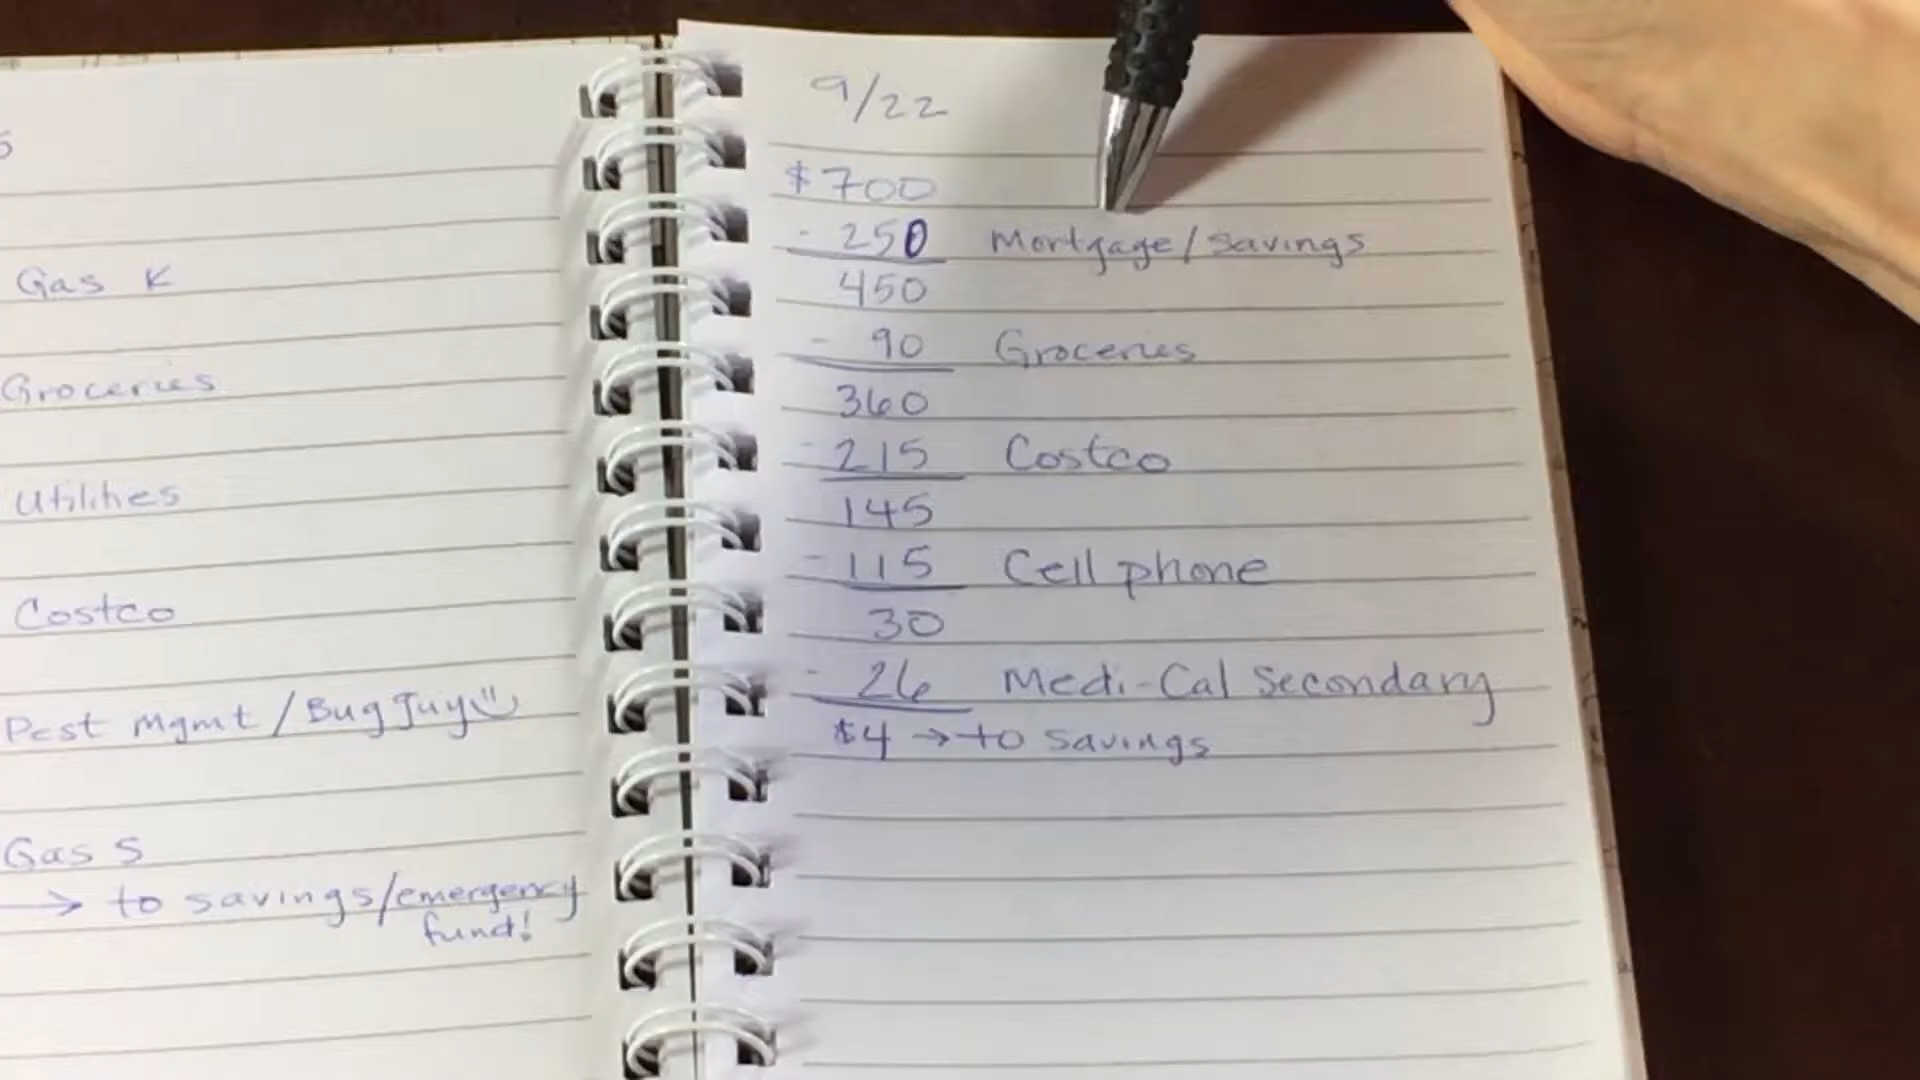 Gas K
Groceries
Utilities
Costco
Pest Mgmt / Bug Guy
Gas S
→ to savings/emergency
fund!
9/22
$700
- 250 Mortgage/savings
450
- 90 Groceries
360
- 215 Costco
145
- 115 Cell phone
30
- 26 Medi-Cal Secondary
$4 → to savings